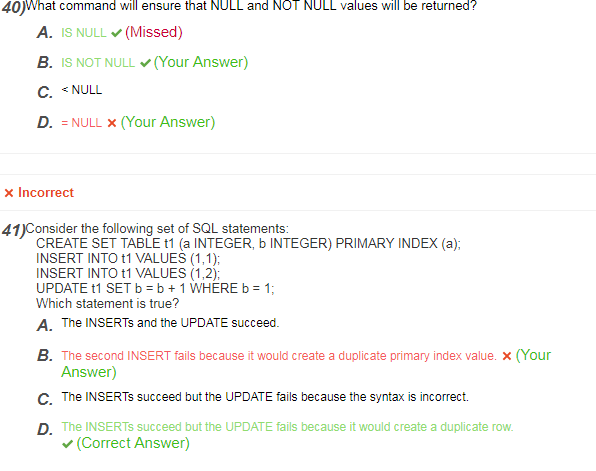 40)What command will ensure that NULL and NOT NULL values will be returned?
A. IS NULL ✔ (Missed)
B. IS NOT NULL ✔ (Your Answer)
C. < NULL
D. = NULL ✖ (Your Answer)
✖ Incorrect
41)Consider the following set of SQL statements:
CREATE SET TABLE t1 (a INTEGER, b INTEGER) PRIMARY INDEX (a);
INSERT INTO t1 VALUES (1,1);
INSERT INTO t1 VALUES (1,2);
UPDATE t1 SET b = b + 1 WHERE b = 1;
Which statement is true?
A. The INSERTs and the UPDATE succeed.
B. The second INSERT fails because it would create a duplicate primary index value. ✖ (Your
Answer)
C. The INSERTs succeed but the UPDATE fails because the syntax is incorrect.
D. The INSERTs succeed but the UPDATE fails because it would create a duplicate row.
✔ (Correct Answer)